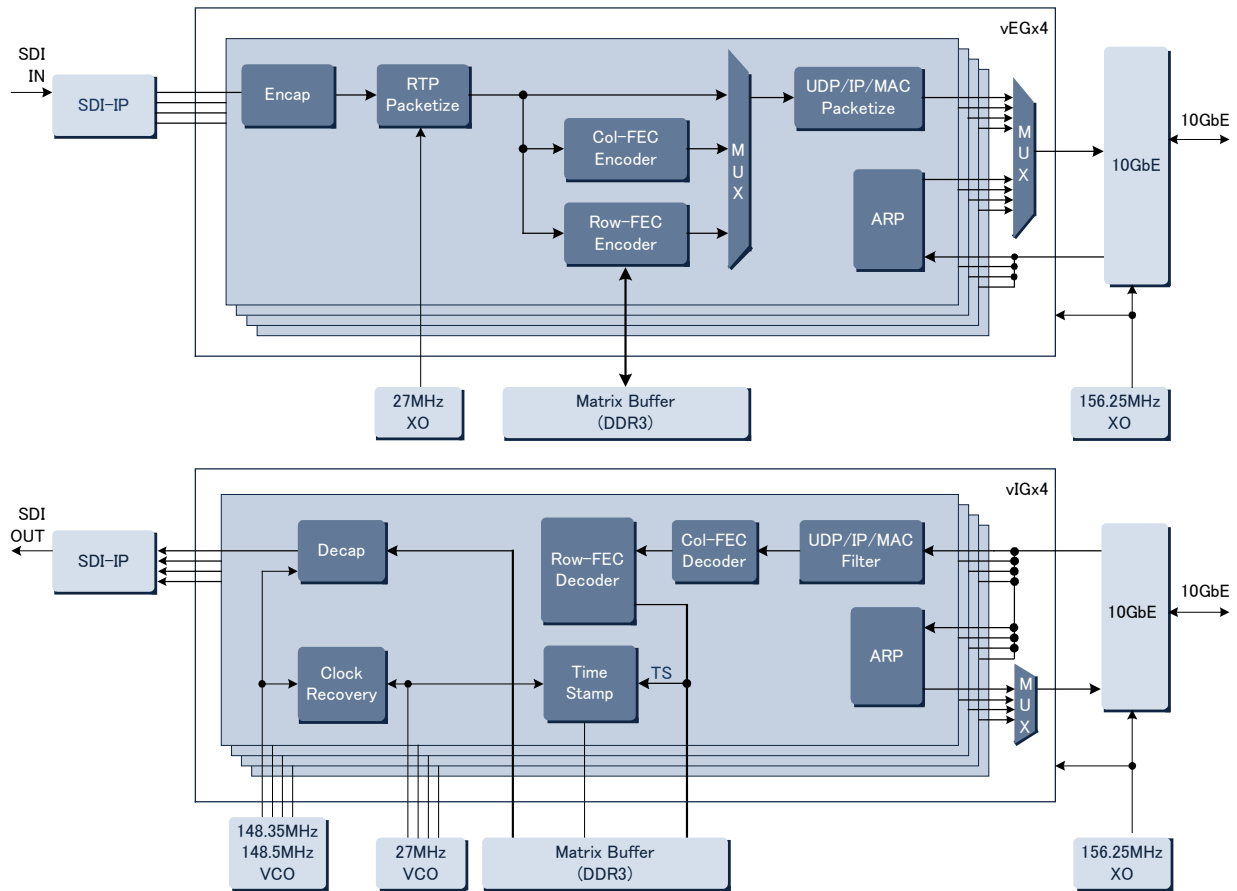 vEGx4
SDI
IN
SDI-IP
Encap
RTP
Packetize
Col-FEC
Encoder
Row-FEC
Encoder
MUX
UDP/IP/MAC
Packetize
ARP
MUX
10GbE
10GbE
27MHz
XO
Matrix Buffer
(DDR3)
156.25MHz
XO
vIGx4
SDI
OUT
SDI-IP
Decap
Row-FEC
Decoder
Col-FEC
Decoder
UDP/IP/MAC
Filter
Clock
Recovery
Time
Stamp
TS
ARP
MUX
10GbE
10GbE
148.35MHz
148.5MHz
VCO
27MHz
VCO
Matrix Buffer
(DDR3)
156.25MHz
XO